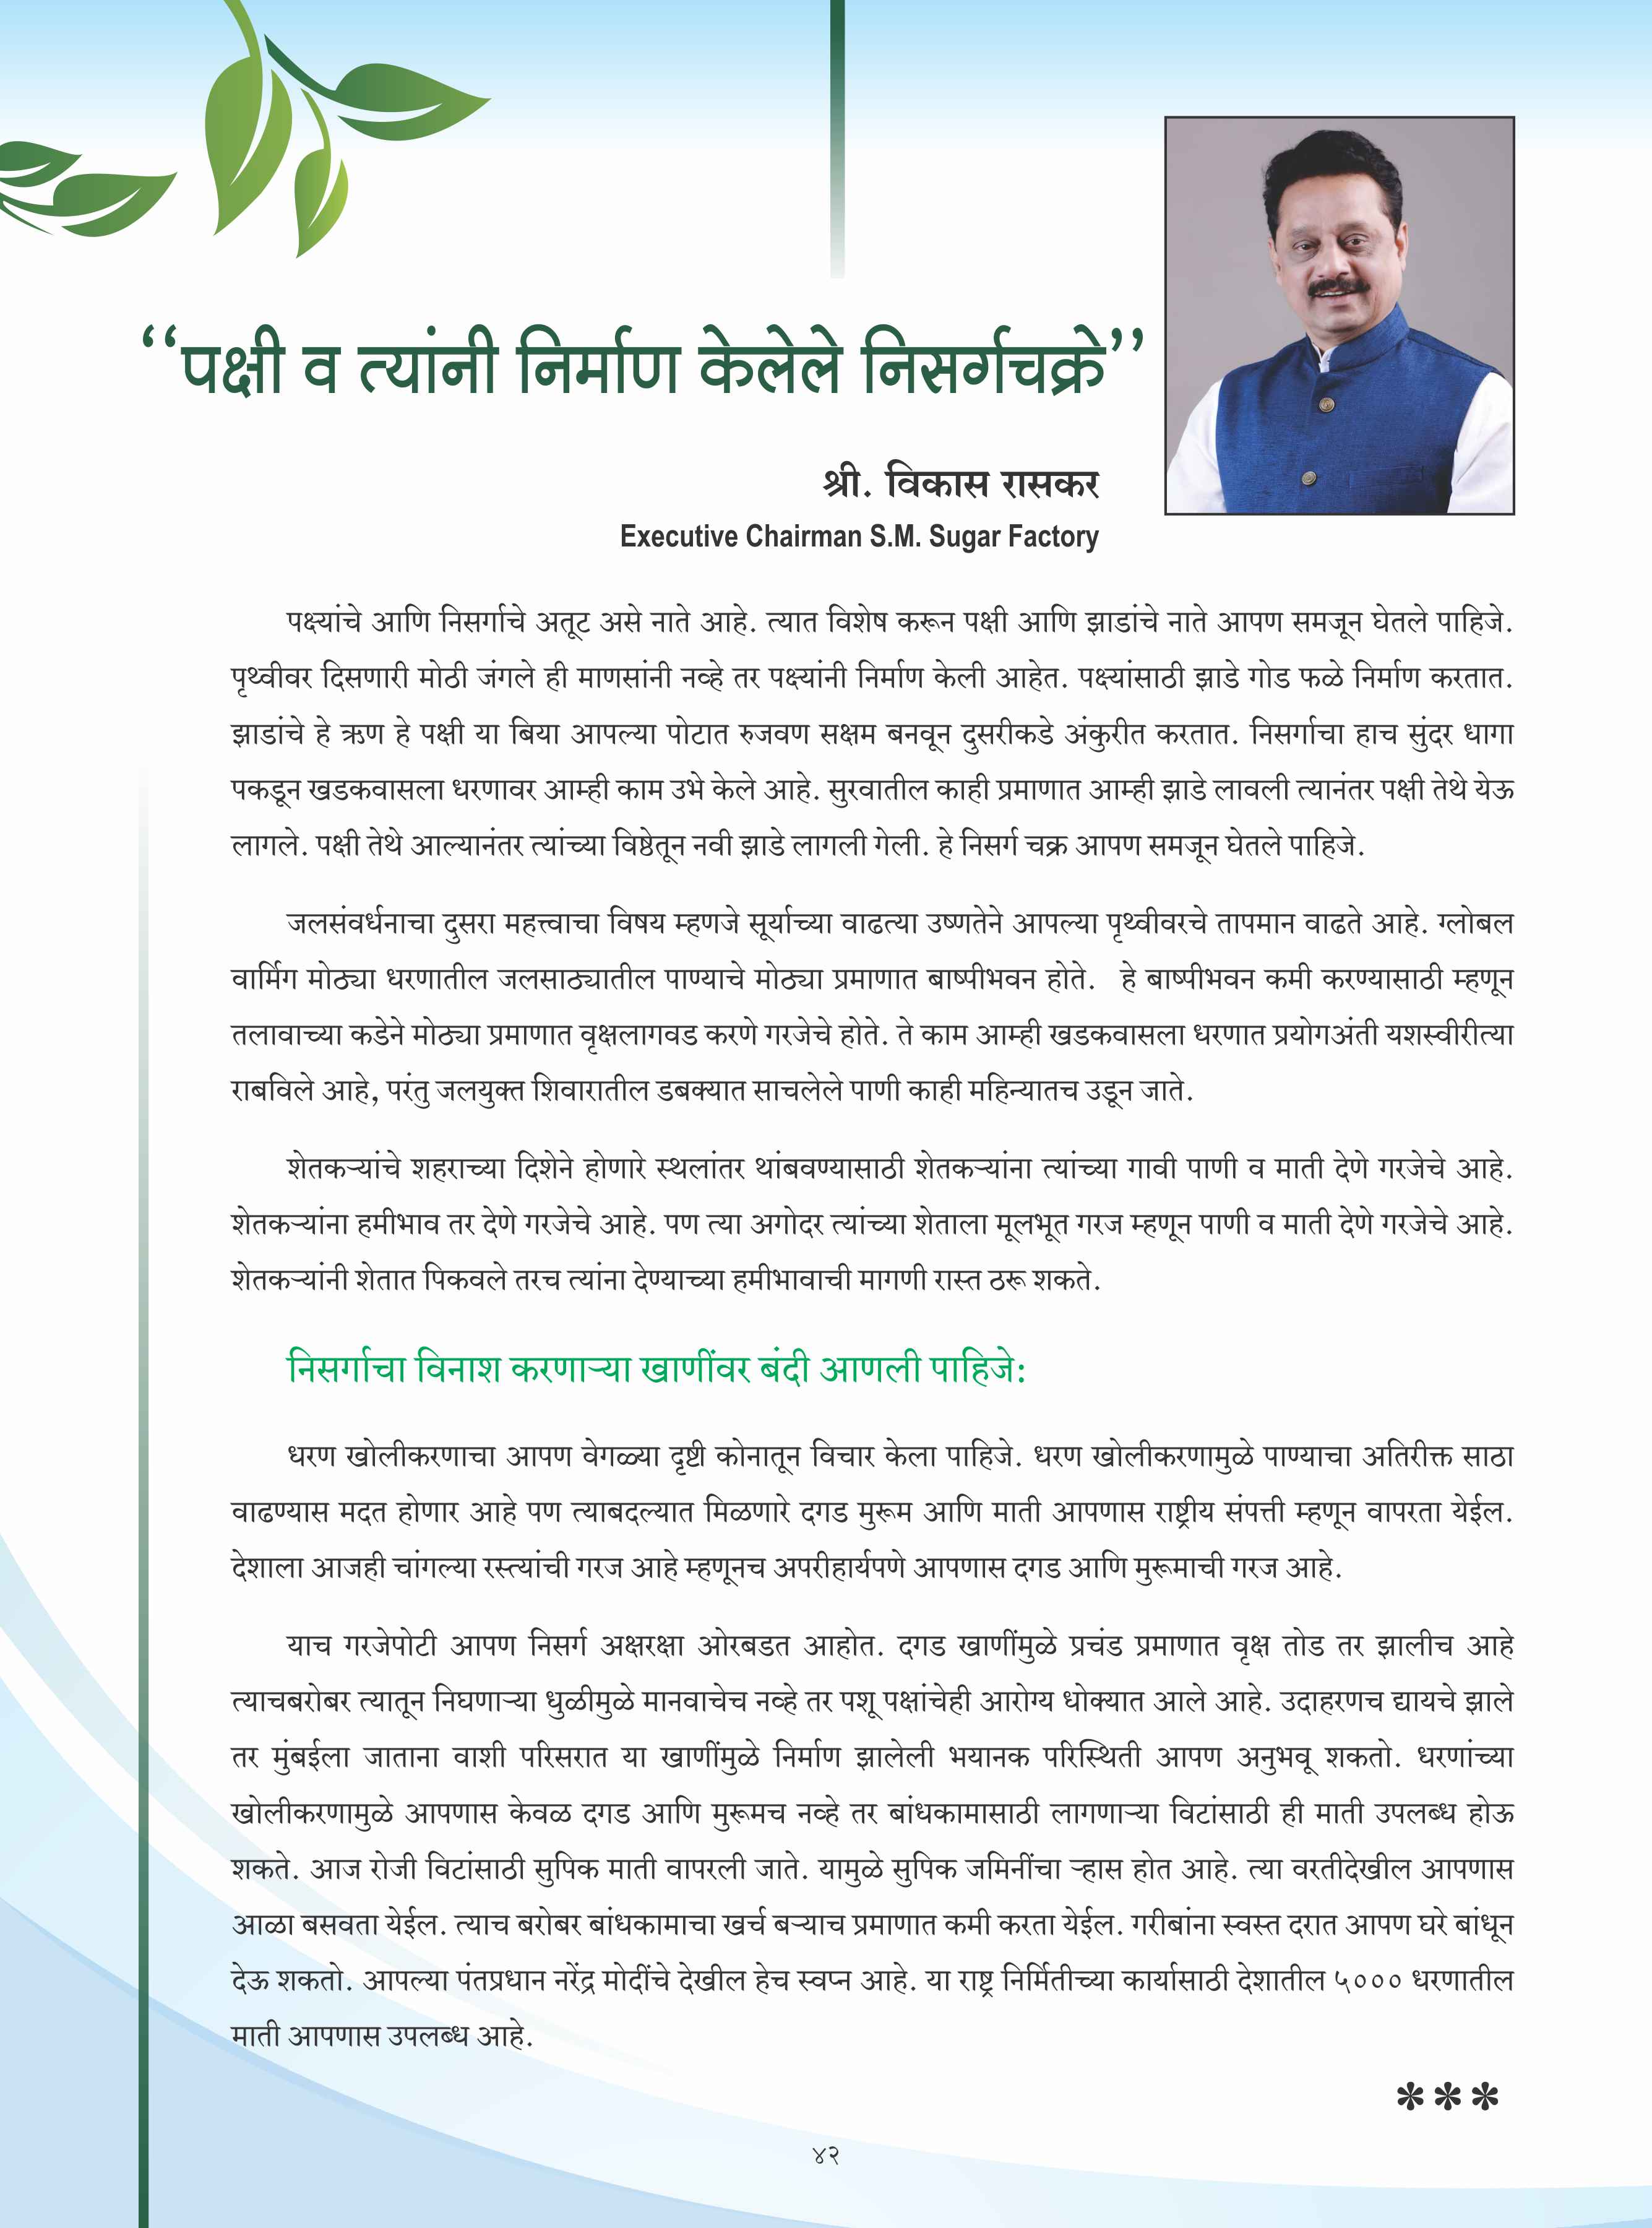 “पक्षी व त्यांनी निर्माण केलेले निसर्गचक्रे”
श्री. विकास रासकर
Executive Chairman S.M. Sugar Factory
पक्ष्यांचे आणि निसर्गाचे अतूट असे नाते आहे. त्यात विशेष करून पक्षी आणि झाडांचे नाते आपण समजून घेतले पाहिजे.
पृथ्वीवर दिसणारी मोठी जंगले ही माणसांनी नव्हे तर पक्ष्यांनी निर्माण केली आहेत. पक्ष्यांसाठी झाडे गोड फळे निर्माण करतात.
झाडांचे हे ऋण हे पक्षी या बिया आपल्या पोटात रुजवण सक्षम बनवून दुसरीकडे अंकुरीत करतात. निसर्गाचा हाच सुंदर धागा
पकडून खडकवासला धरणावर आम्ही काम उभे केले आहे. सुरवातील काही प्रमाणात आम्ही झाडे लावली त्यानंतर पक्षी तेथे येऊ
लागले. पक्षी तेथे आल्यानंतर त्यांच्या विष्ठेतून नवी झाडे लागली गेली. हे निसर्ग चक्र आपण समजून घेतले पाहिजे.
जलसंवर्धनाचा दुसरा महत्त्वाचा विषय म्हणजे सूर्याच्या वाढत्या उष्णतेने आपल्या पृथ्वीवरचे तापमान वाढते आहे. ग्लोबल
वार्मिग मोठ्या धरणातील जलसाठ्यातील पाण्याचे मोठ्या प्रमाणात बाष्पीभवन होते. हे बाष्पीभवन कमी करण्यासाठी म्हणून
तलावाच्या कडेने मोठ्या प्रमाणात वृक्षलागवड करणे गरजेचे होते. ते काम आम्ही खडकवासला धरणात प्रयोगअंती यशस्वीरीत्या
राबविले आहे, परंतु जलयुक्त शिवारातील डबक्यात साचलेले पाणी काही महिन्यातच उडून जाते.
शेतकऱ्यांचे शहराच्या दिशेने होणारे स्थलांतर थांबवण्यासाठी शेतकऱ्यांना त्यांच्या गावी पाणी व माती देणे गरजेचे आहे.
शेतकऱ्यांना हमीभाव तर देणे गरजेचे आहे. पण त्या अगोदर त्यांच्या शेताला मूलभूत गरज म्हणून पाणी व माती देणे गरजेचे आहे.
शेतकऱ्यांनी शेतात पिकवले तरच त्यांना देण्याच्या हमीभावाची मागणी रास्त ठरू शकते.
निसर्गाचा विनाश करणाऱ्या खाणींवर बंदी आणली पाहिजे:
धरण खोलीकरणाचा आपण वेगळ्या दृष्टी कोनातून विचार केला पाहिजे. धरण खोलीकरणामुळे पाण्याचा अतिरीक्त साठा
वाढण्यास मदत होणार आहे पण त्याबदल्यात मिळणारे दगड मुरूम आणि माती आपणास राष्ट्रीय संपत्ती म्हणून वापरता येईल.
देशाला आजही चांगल्या रस्त्यांची गरज आहे म्हणूनच अपरीहार्यपणे आपणास दगड आणि मुरूमाची गरज आहे.
याच गरजेपोटी आपण निसर्ग अक्षरक्षा ओरबडत आहोत. दगड खाणींमुळे प्रचंड प्रमाणात वृक्ष तोड तर झालीच आहे
त्याचबरोबर त्यातून निघणाऱ्या धुळीमुळे मानवाचेच नव्हे तर पशू पक्षांचेही आरोग्य धोक्यात आले आहे. उदाहरणच द्यायचे झाले
तर मुंबईला जाताना वाशी परिसरात या खाणींमुळे निर्माण झालेली भयानक परिस्थिती आपण अनुभवू शकतो. धरणांच्या
खोलीकरणामुळे आपणास केवळ दगड आणि मुरूमच नव्हे तर बांधकामासाठी लागणाऱ्या विटांसाठी ही माती उपलब्ध होऊ
शकते. आज रोजी विटांसाठी सुपिक माती वापरली जाते. यामुळे सुपिक जमिनींचा ऱ्हास होत आहे. त्या वरतीदेखील आपणास
आळा बसवता येईल. त्याच बरोबर बांधकामाचा खर्च बऱ्याच प्रमाणात कमी करता येईल. गरीबांना स्वस्त दरात आपण घरे बांधून
देऊ शकतो. आपल्या पंतप्रधान नरेंद्र मोदींचे देखील हेच स्वप्न आहे. या राष्ट्र निर्मितीच्या कार्यासाठी देशातील ५००० धरणातील
माती आपणास उपलब्ध आहे.
***
४२